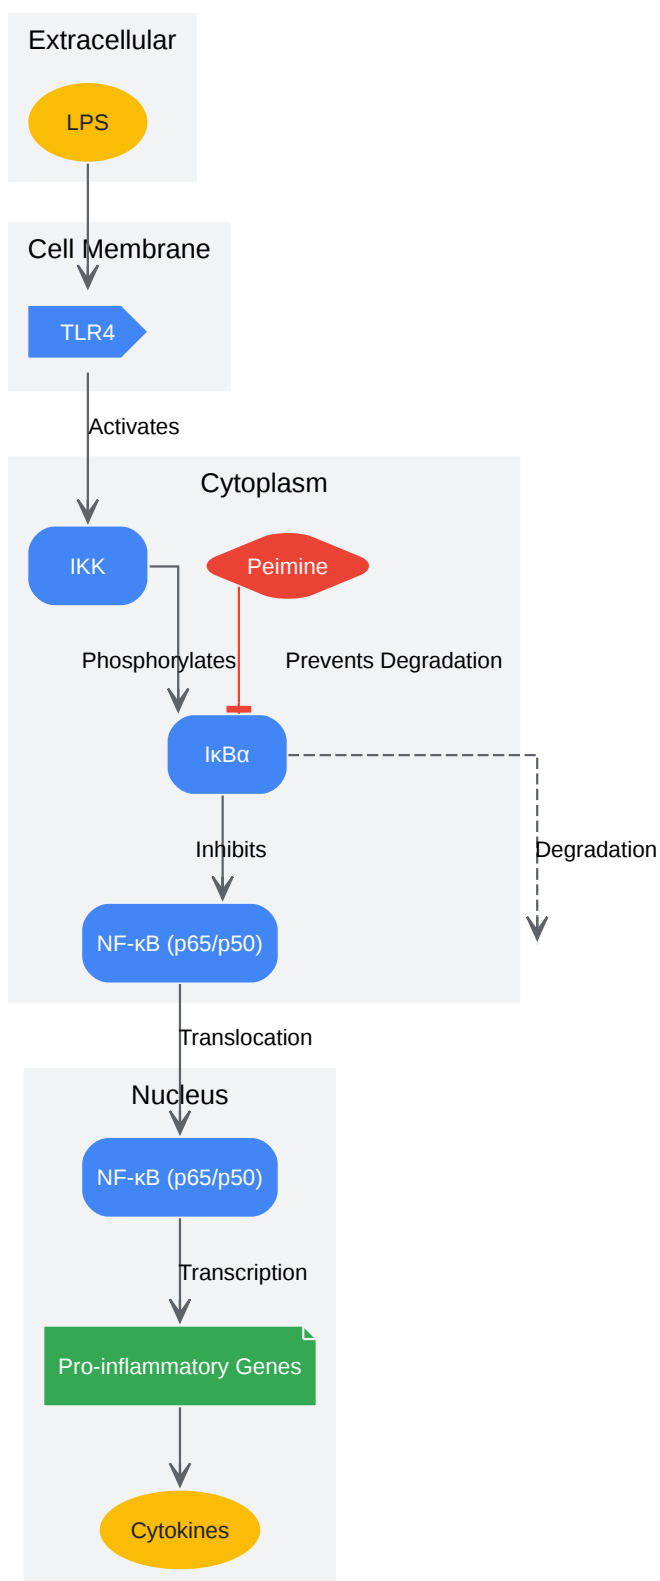 Extracellular
LPS
Cell Membrane
TLR4
Activates
Cytoplasm
IKK
Peimine
Phosphorylates
Prevents Degradation
IκBα
Inhibits
Degradation
NF-κB (p65/p50)
Translocation
Nucleus
NF-κB (p65/p50)
Transcription
Pro-inflammatory Genes
Cytokines